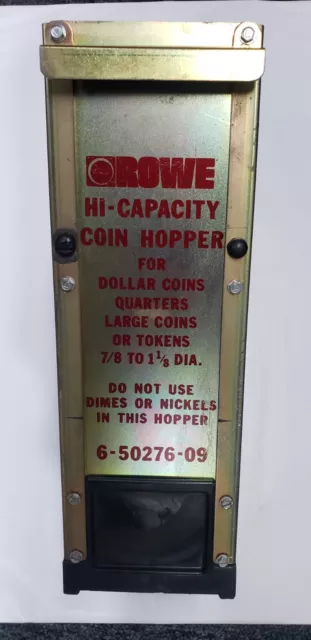 ROWE
Hi-CAPACITY
COIN HOPPER
FOR
DOLLAR COINS
QUARTERS
LARGE COINS
OR TOKENS
7/8 TO 1 1/8 DIA.
DO NOT USE
DIMES OR NICKELS
IN THIS HOPPER
6-50276-09